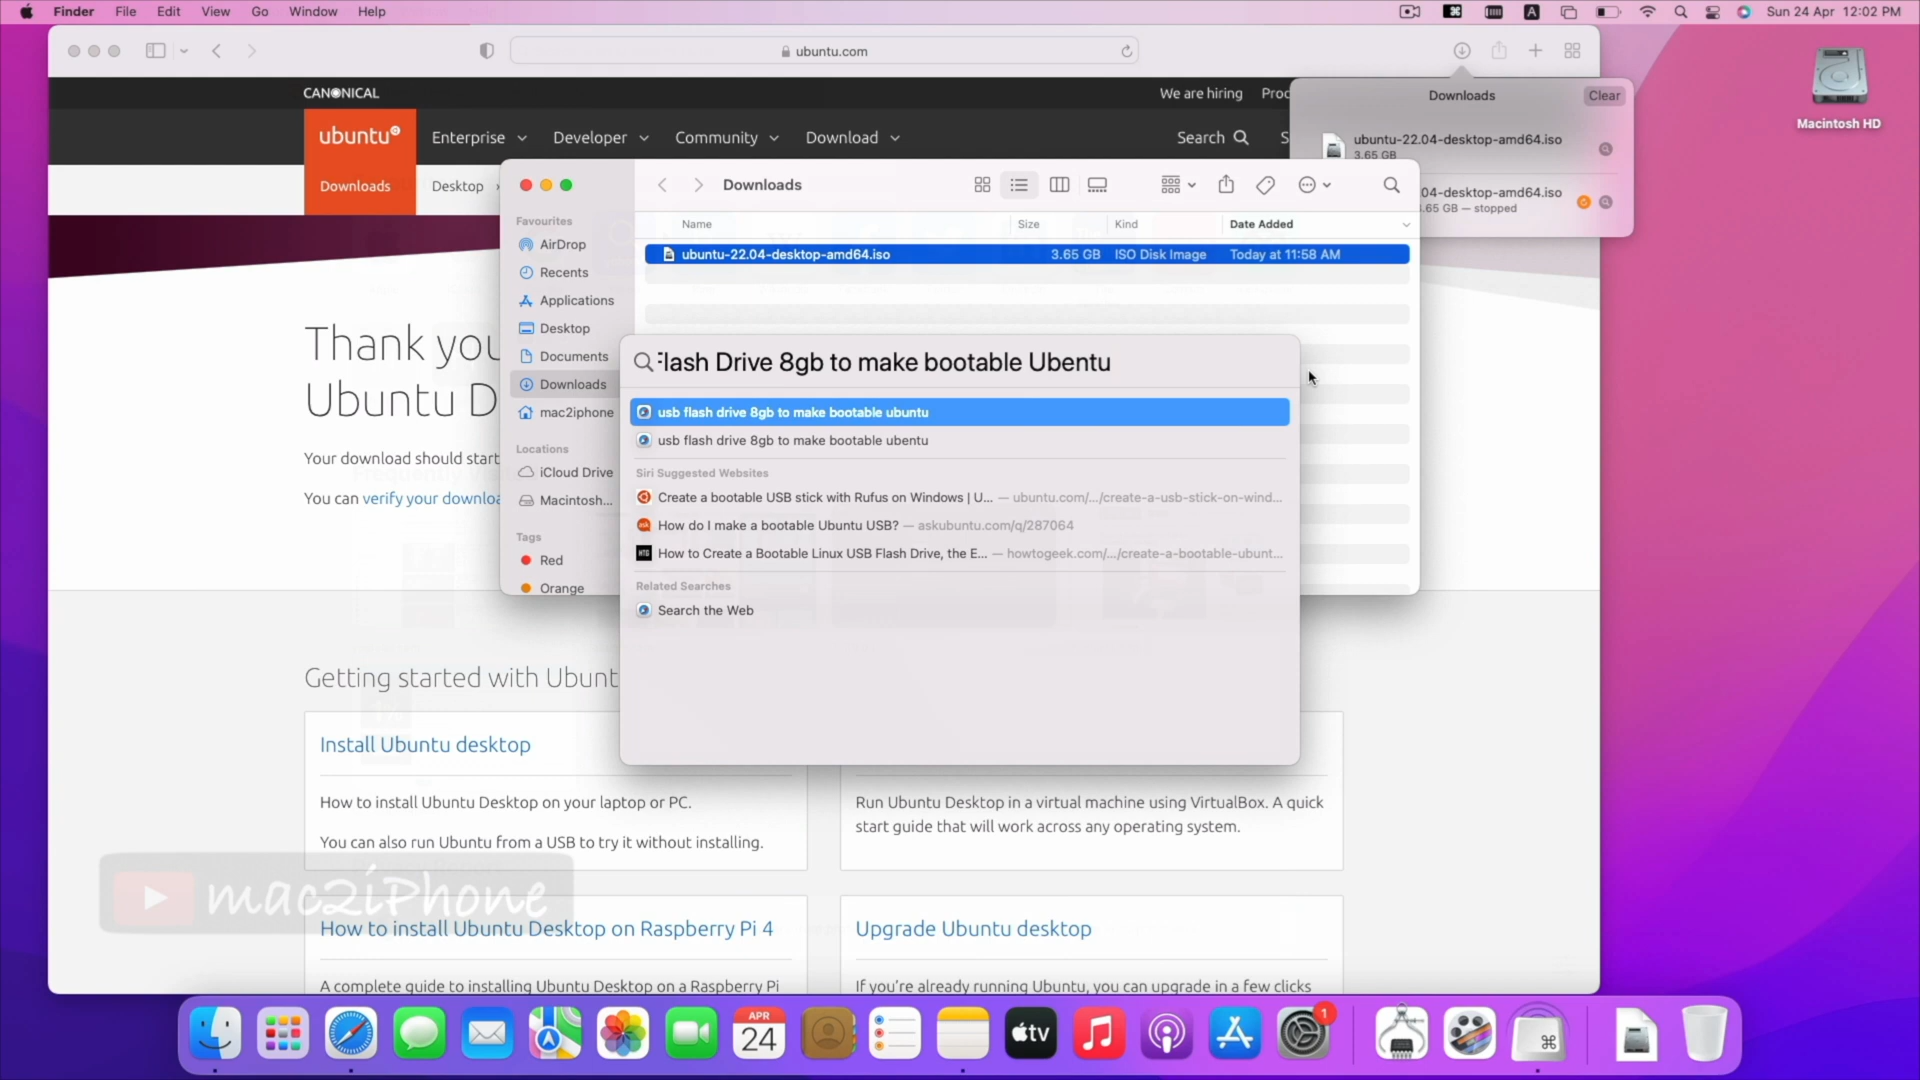 Finder File Edit View Go Window Help
A
Sun 24 Apr 12:02 PM
ubuntu.com
CANONICAL
We are hiring
Downloads
Clear
Macintosh HD
ubuntu
Enterprise
Developer
Community
Download
Search
S
ubuntu-22.04-desktop-amd64.iso
3.65 GB
Downloads
Desktop
04-desktop-amd64.iso
.65 GB — stopped
Downloads
Favourites
AirDrop
Recents
Applications
Desktop
Documents
Downloads
mac2iphone
Locations
iCloud Drive
Macintosh...
Tags
Red
Orange
Name Size Kind Date Added
ubuntu-22.04-desktop-amd64.iso 3.65 GB ISO Disk Image Today at 11:58 AM
Flash Drive 8gb to make bootable Ubentu
usb flash drive 8gb to make bootable ubuntu
usb flash drive 8gb to make bootable ubentu
Siri Suggested Websites
Create a bootable USB stick with Rufus on Windows | U... — ubuntu.com/.../create-a-usb-stick-on-wind...
How do I make a bootable Ubuntu USB? — askubuntu.com/q/287064
How to Create a Bootable Linux USB Flash Drive, the E... — howtogeek.com/.../create-a-bootable-ubunt...
Related Searches
Search the Web
Thank you
Ubuntu D
Your download should start
You can verify your downloa
Getting started with Ubunt
Install Ubuntu desktop
How to install Ubuntu Desktop on your laptop or PC.
You can also run Ubuntu from a USB to try it without installing.
Run Ubuntu Desktop in a virtual machine using VirtualBox. A quick
start guide that will work across any operating system.
mac2iPhone
How to install Ubuntu Desktop on Raspberry Pi 4
A complete guide to installing Ubuntu Desktop on a Raspberry Pi
Upgrade Ubuntu desktop
If you're already running Ubuntu, you can upgrade in a few clicks
APR
24
tv
1